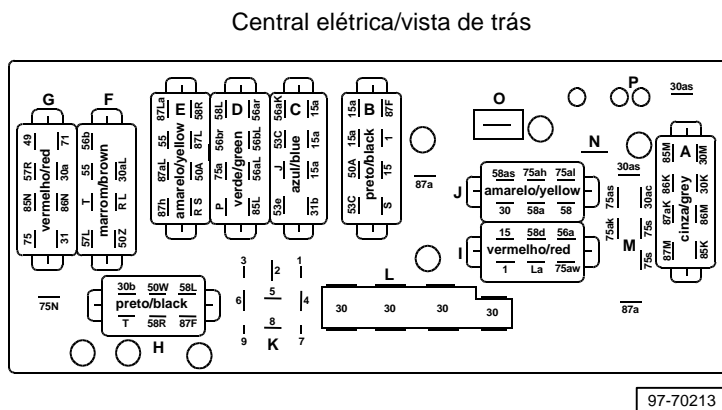 Central elétrica/vista de trás
G
49
71
57R
30a
85N
86N
75
31
vermelho/red
F
56b
55
30aL
T
R L
57L
50Z
marrom/brown
E
87La
58R
55
87L
87aL
50A
87h
R S
amarelo/yellow
D
58L
56ar
56br
56bL
75a
56aL
P
85L
verde/green
C
56aK
15a
53C
15a
J
15a
53e
31b
azul/blue
B
15a
87F
15a
1
50A
15
53C
S
preto/black
87a
O
P
30as
N
30as
A
85M
30M
86K
30K
87aK
86M
87M
85K
cinza/grey
J
58as 75ah 75al
amarelo/yellow
30 58a 58
I
15 58d 56a
vermelho/red
1 La 75aw
75as
30ac
75ak
75s
M
75s
87a
75N
30b 50W 58L
preto/black
T 58R 87F
H
3
2
1
6
5
4
8
9
K
7
L
30 30 30 30
97-70213